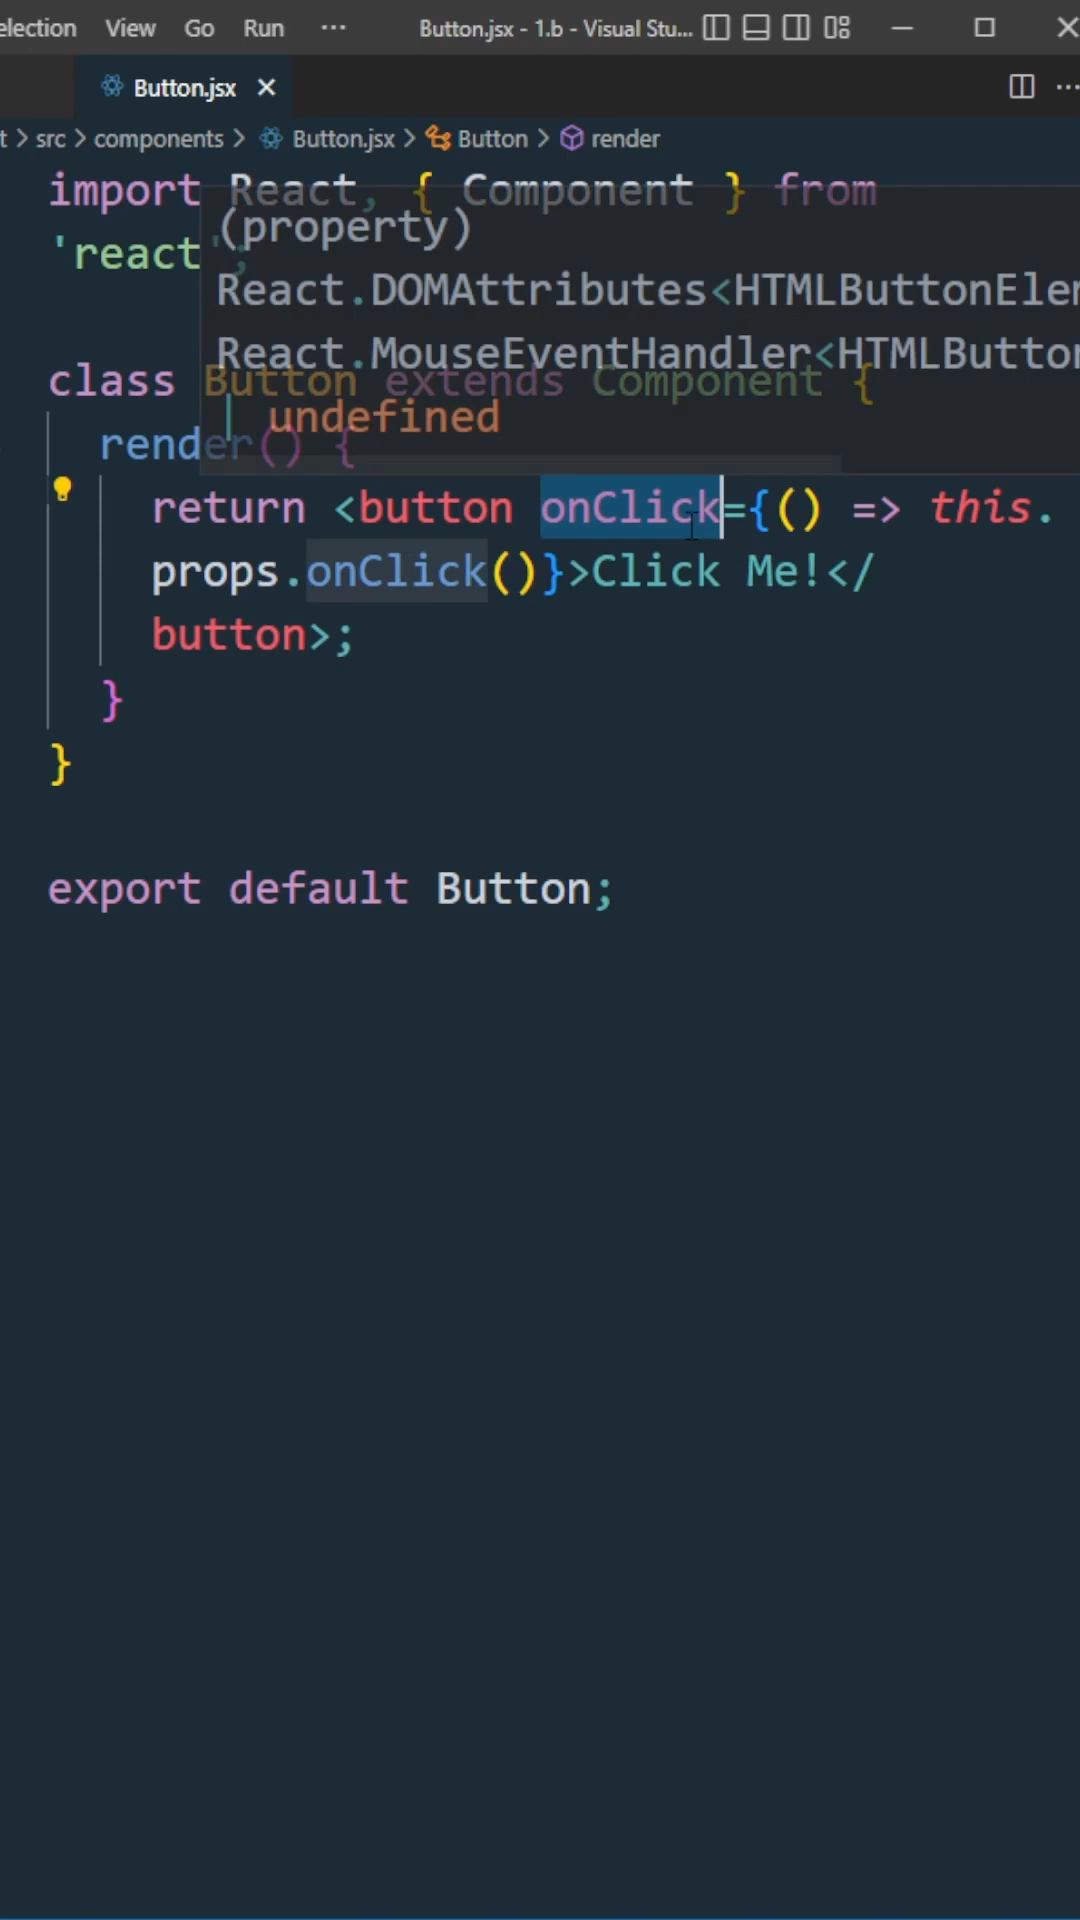 election View Go Run ··· Button.jsx - 1.b - Visual Stu...
Button.jsx ×
t > src > components > Button.jsx > Button > render
import React, { Component } from
'react';
(property)
React.DOMAttributes<HTMLButtonElem
React.MouseEventHandler<HTMLButton
| undefined
class Button extends Component {
render() {
return <button onClick={() => this.
props.onClick()}>Click Me!</
button>;
}
}
export default Button;